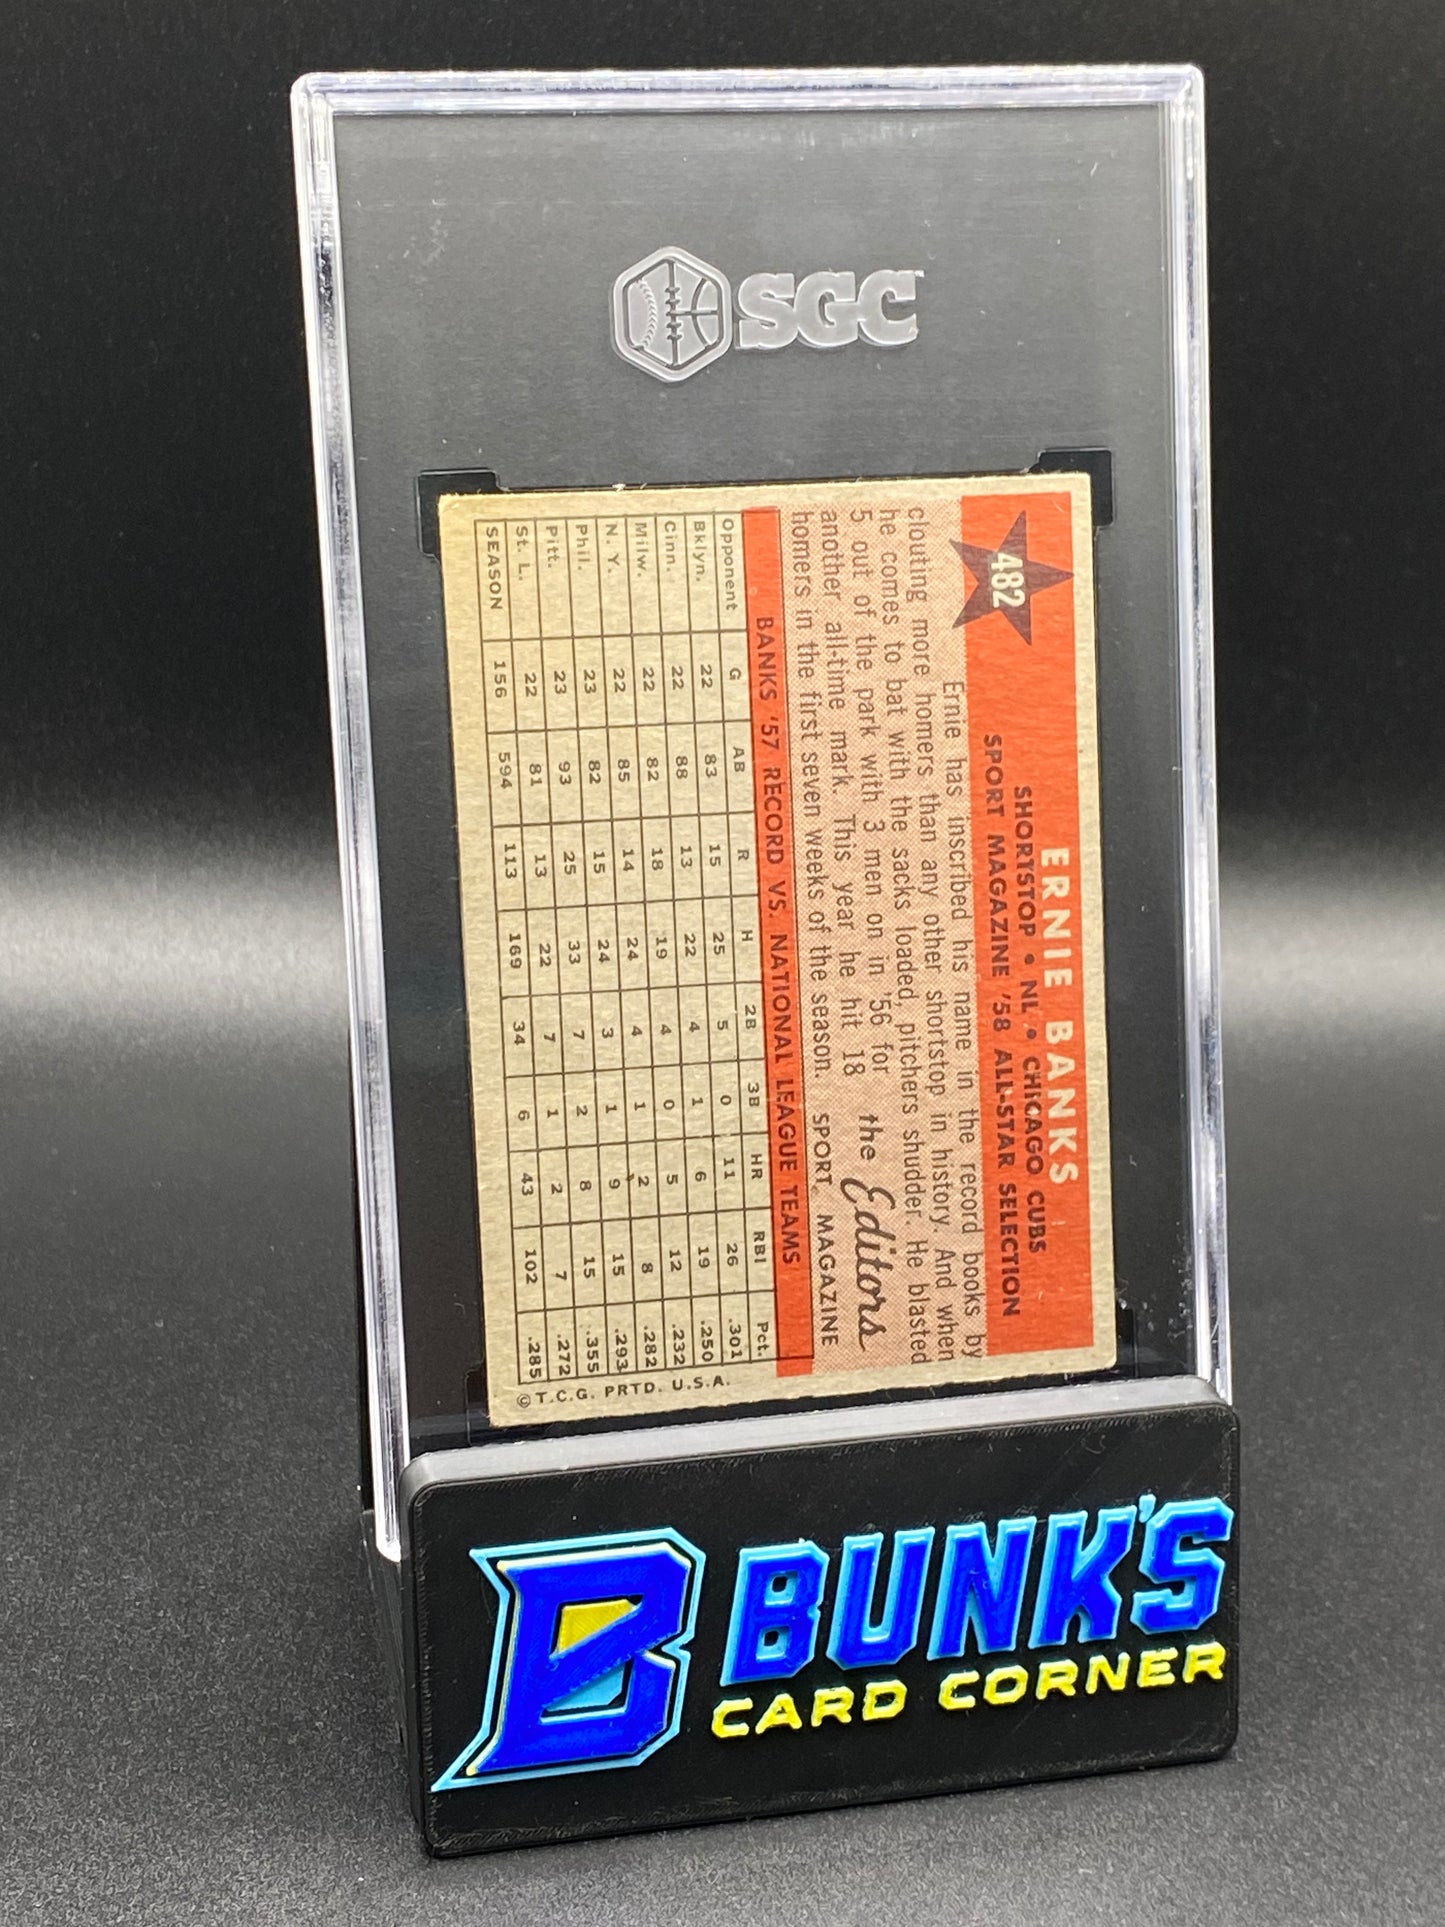 SGC
482
ERNIE BANKS
SHORTSTOP • NL • CHICAGO CUBS
SPORT MAGAZINE '58 ALL-STAR SELECTION
Ernie has inscribed his name in the record books by
clouting more homers than any other shortstop in history. And when
he comes to bat with the sacks loaded, pitchers shudder. He blasted
5 out of the park with 3 men on in '56 for
another all-time mark. This year he hit 18
homers in the first seven weeks of the season.
the Editors
SPORT MAGAZINE
BANKS '57 RECORD VS. NATIONAL LEAGUE TEAMS
Opponent G AB R H 2B 3B HR RBI Pct.
Bklyn. 22 83 15 25 5 0 11 26 .301
Cinn. 22 88 13 22 4 1 6 19 .250
Milw. 22 82 18 19 4 0 5 12 .232
N. Y. 22 85 14 24 4 1 2 8 .282
Phil. 23 82 15 24 3 1 9 15 .293
Pitt. 23 93 25 33 7 2 8 15 .355
St. L. 22 81 13 22 7 1 2 7 .272
SEASON 156 594 113 169 34 6 43 102 .285
© T.C.G. PRTD. U.S.A.
B
BUNK'S
CARD CORNER